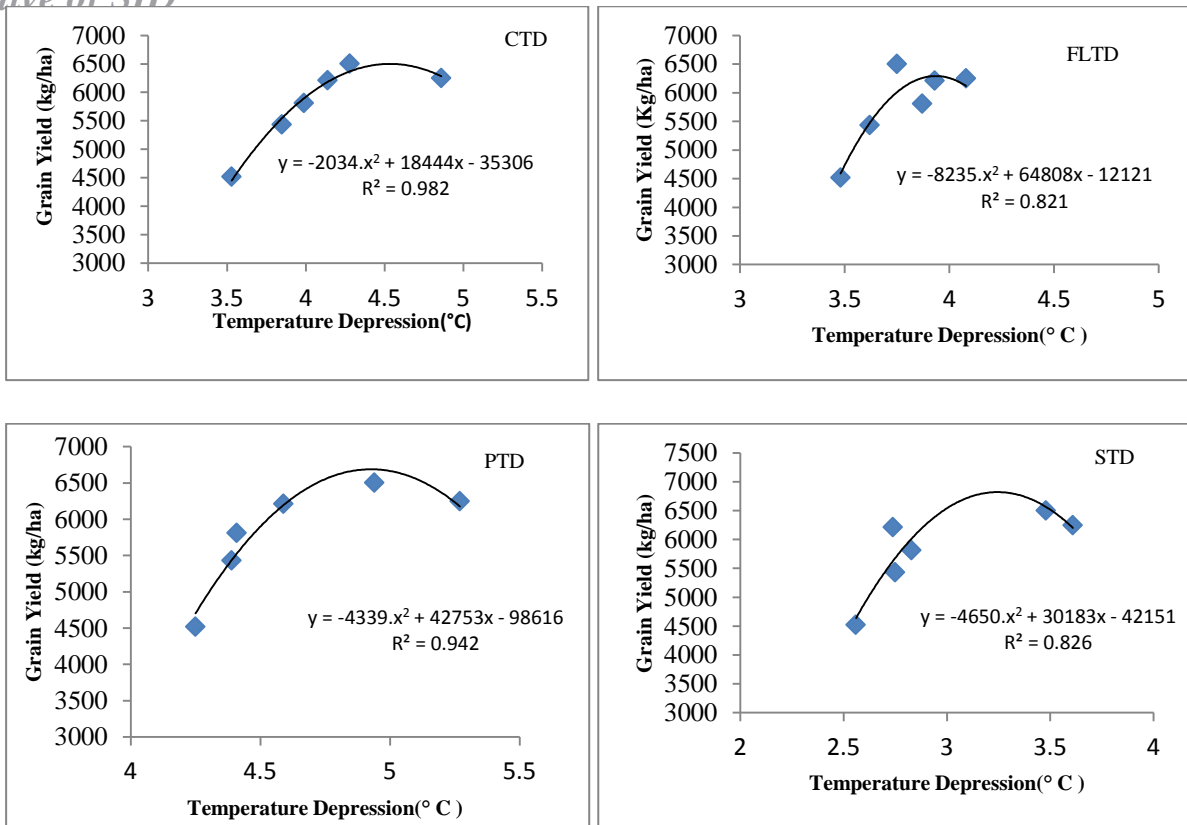 CTD
7000
6500
6000
5500
5000
4500
4000
3500
3000
Grain Yield (kg/ha)
y = -2034.x² + 18444x - 35306
R² = 0.982
3 3.5 4 4.5 5 5.5
Temperature Depression(°C)
FLTD
7000
6500
6000
5500
5000
4500
4000
3500
3000
Grain Yield (Kg/ha)
y = -8235.x² + 64808x - 12121
R² = 0.821
3 3.5 4 4.5 5
Temperature Depression(° C )
PTD
7000
6500
6000
5500
5000
4500
4000
3500
3000
Grain Yield (kg/ha)
y = -4339.x² + 42753x - 98616
R² = 0.942
4 4.5 5 5.5
Temperature Depression(° C )
STD
7500
7000
6500
6000
5500
5000
4500
4000
3500
3000
Grain Yield (kg/ha)
y = -4650.x² + 30183x - 42151
R² = 0.826
2 2.5 3 3.5 4
Temperature Depression(° C )